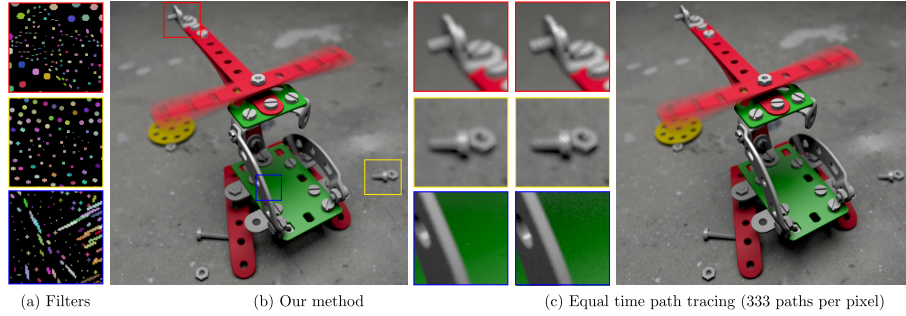 (a) Filters
(b) Our method
(c) Equal time path tracing (333 paths per pixel)